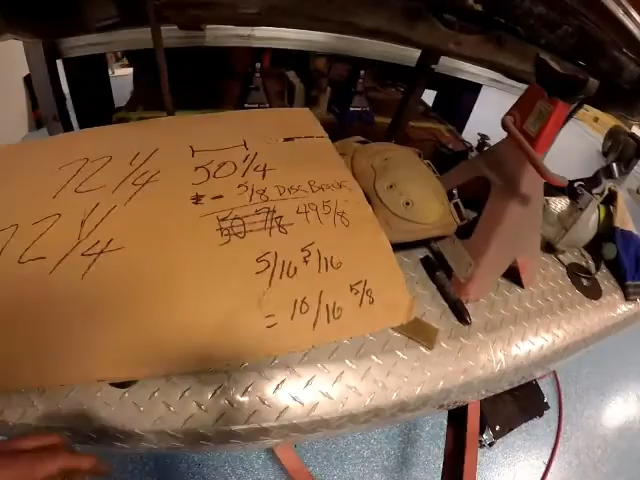 72 1/4
72 1/4
50 1/4
- 5/8 DISC BRAKES
50 7/8 49 5/8
5/16 5/16
= 10/16 5/8